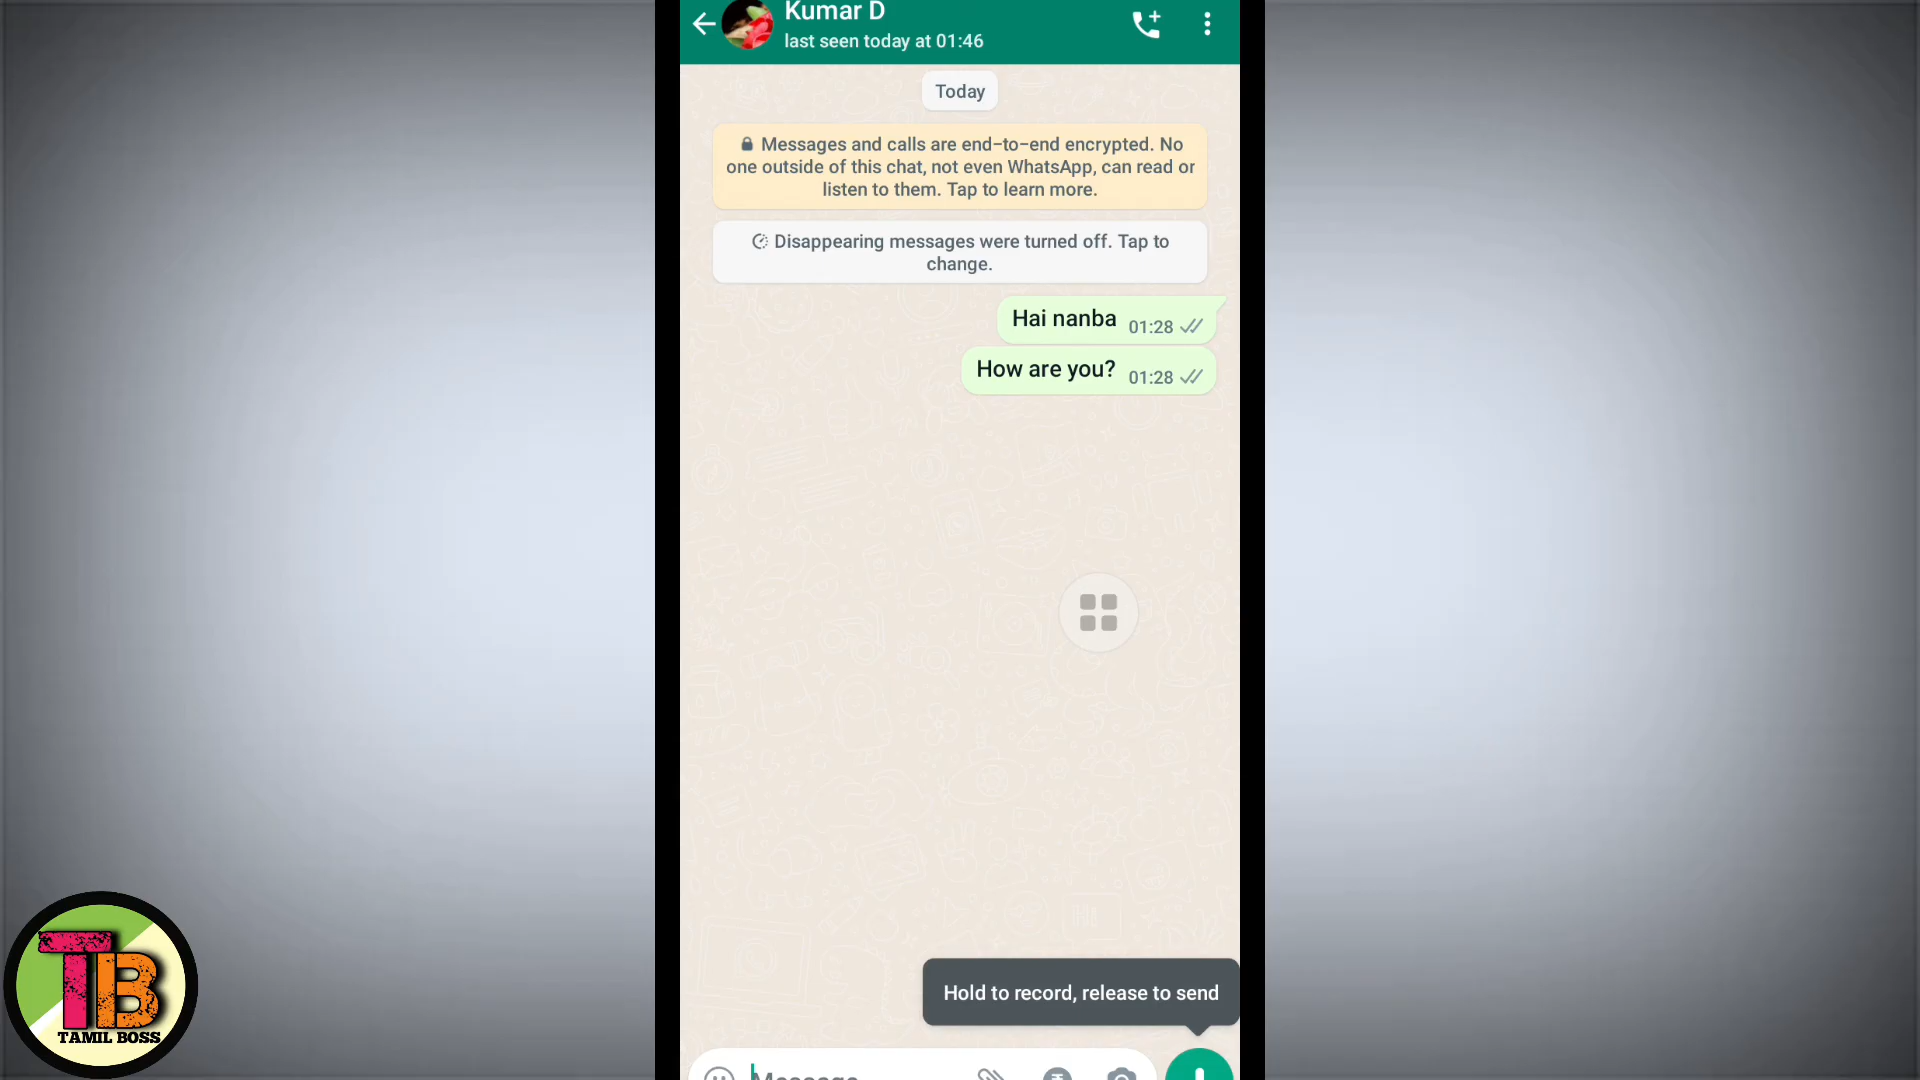 Kumar D
last seen today at 01:46
Today
Messages and calls are end-to-end encrypted. No
one outside of this chat, not even WhatsApp, can read or
listen to them. Tap to learn more.
Disappearing messages were turned off. Tap to
change.
Hai nanba 01:28
How are you? 01:28
Hold to record, release to send
Message
TB
TAMIL BOSS